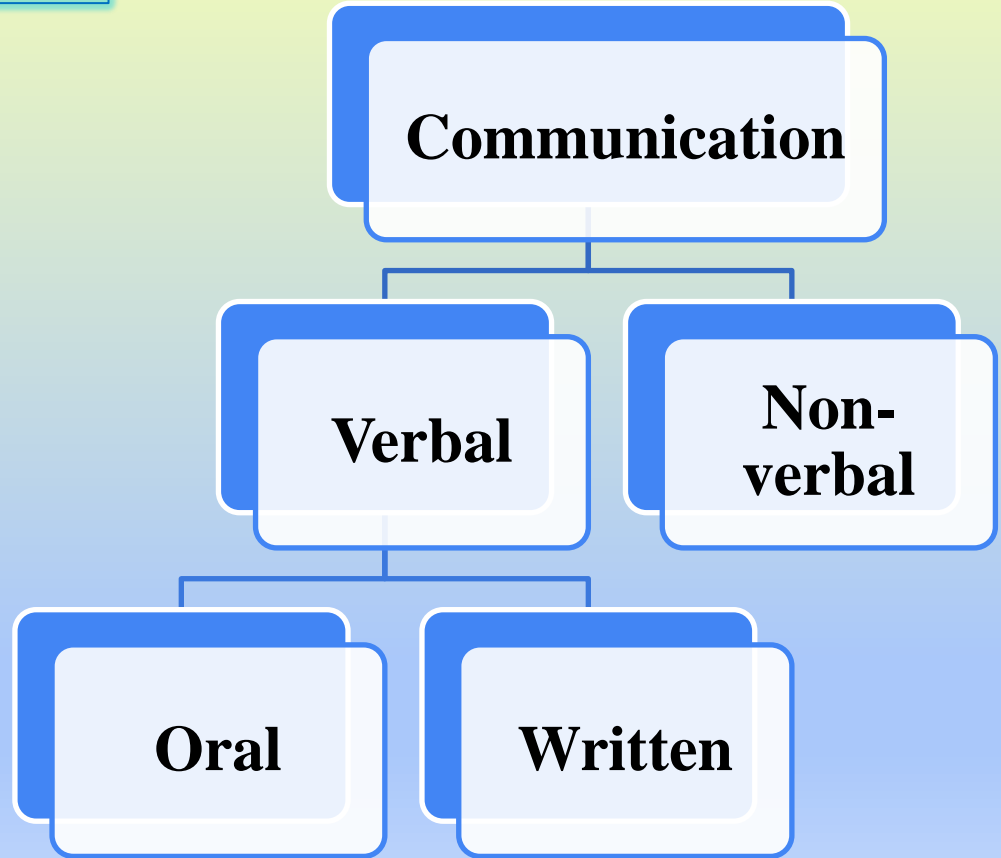 Communication
Verbal
Non-
verbal
Oral
Written